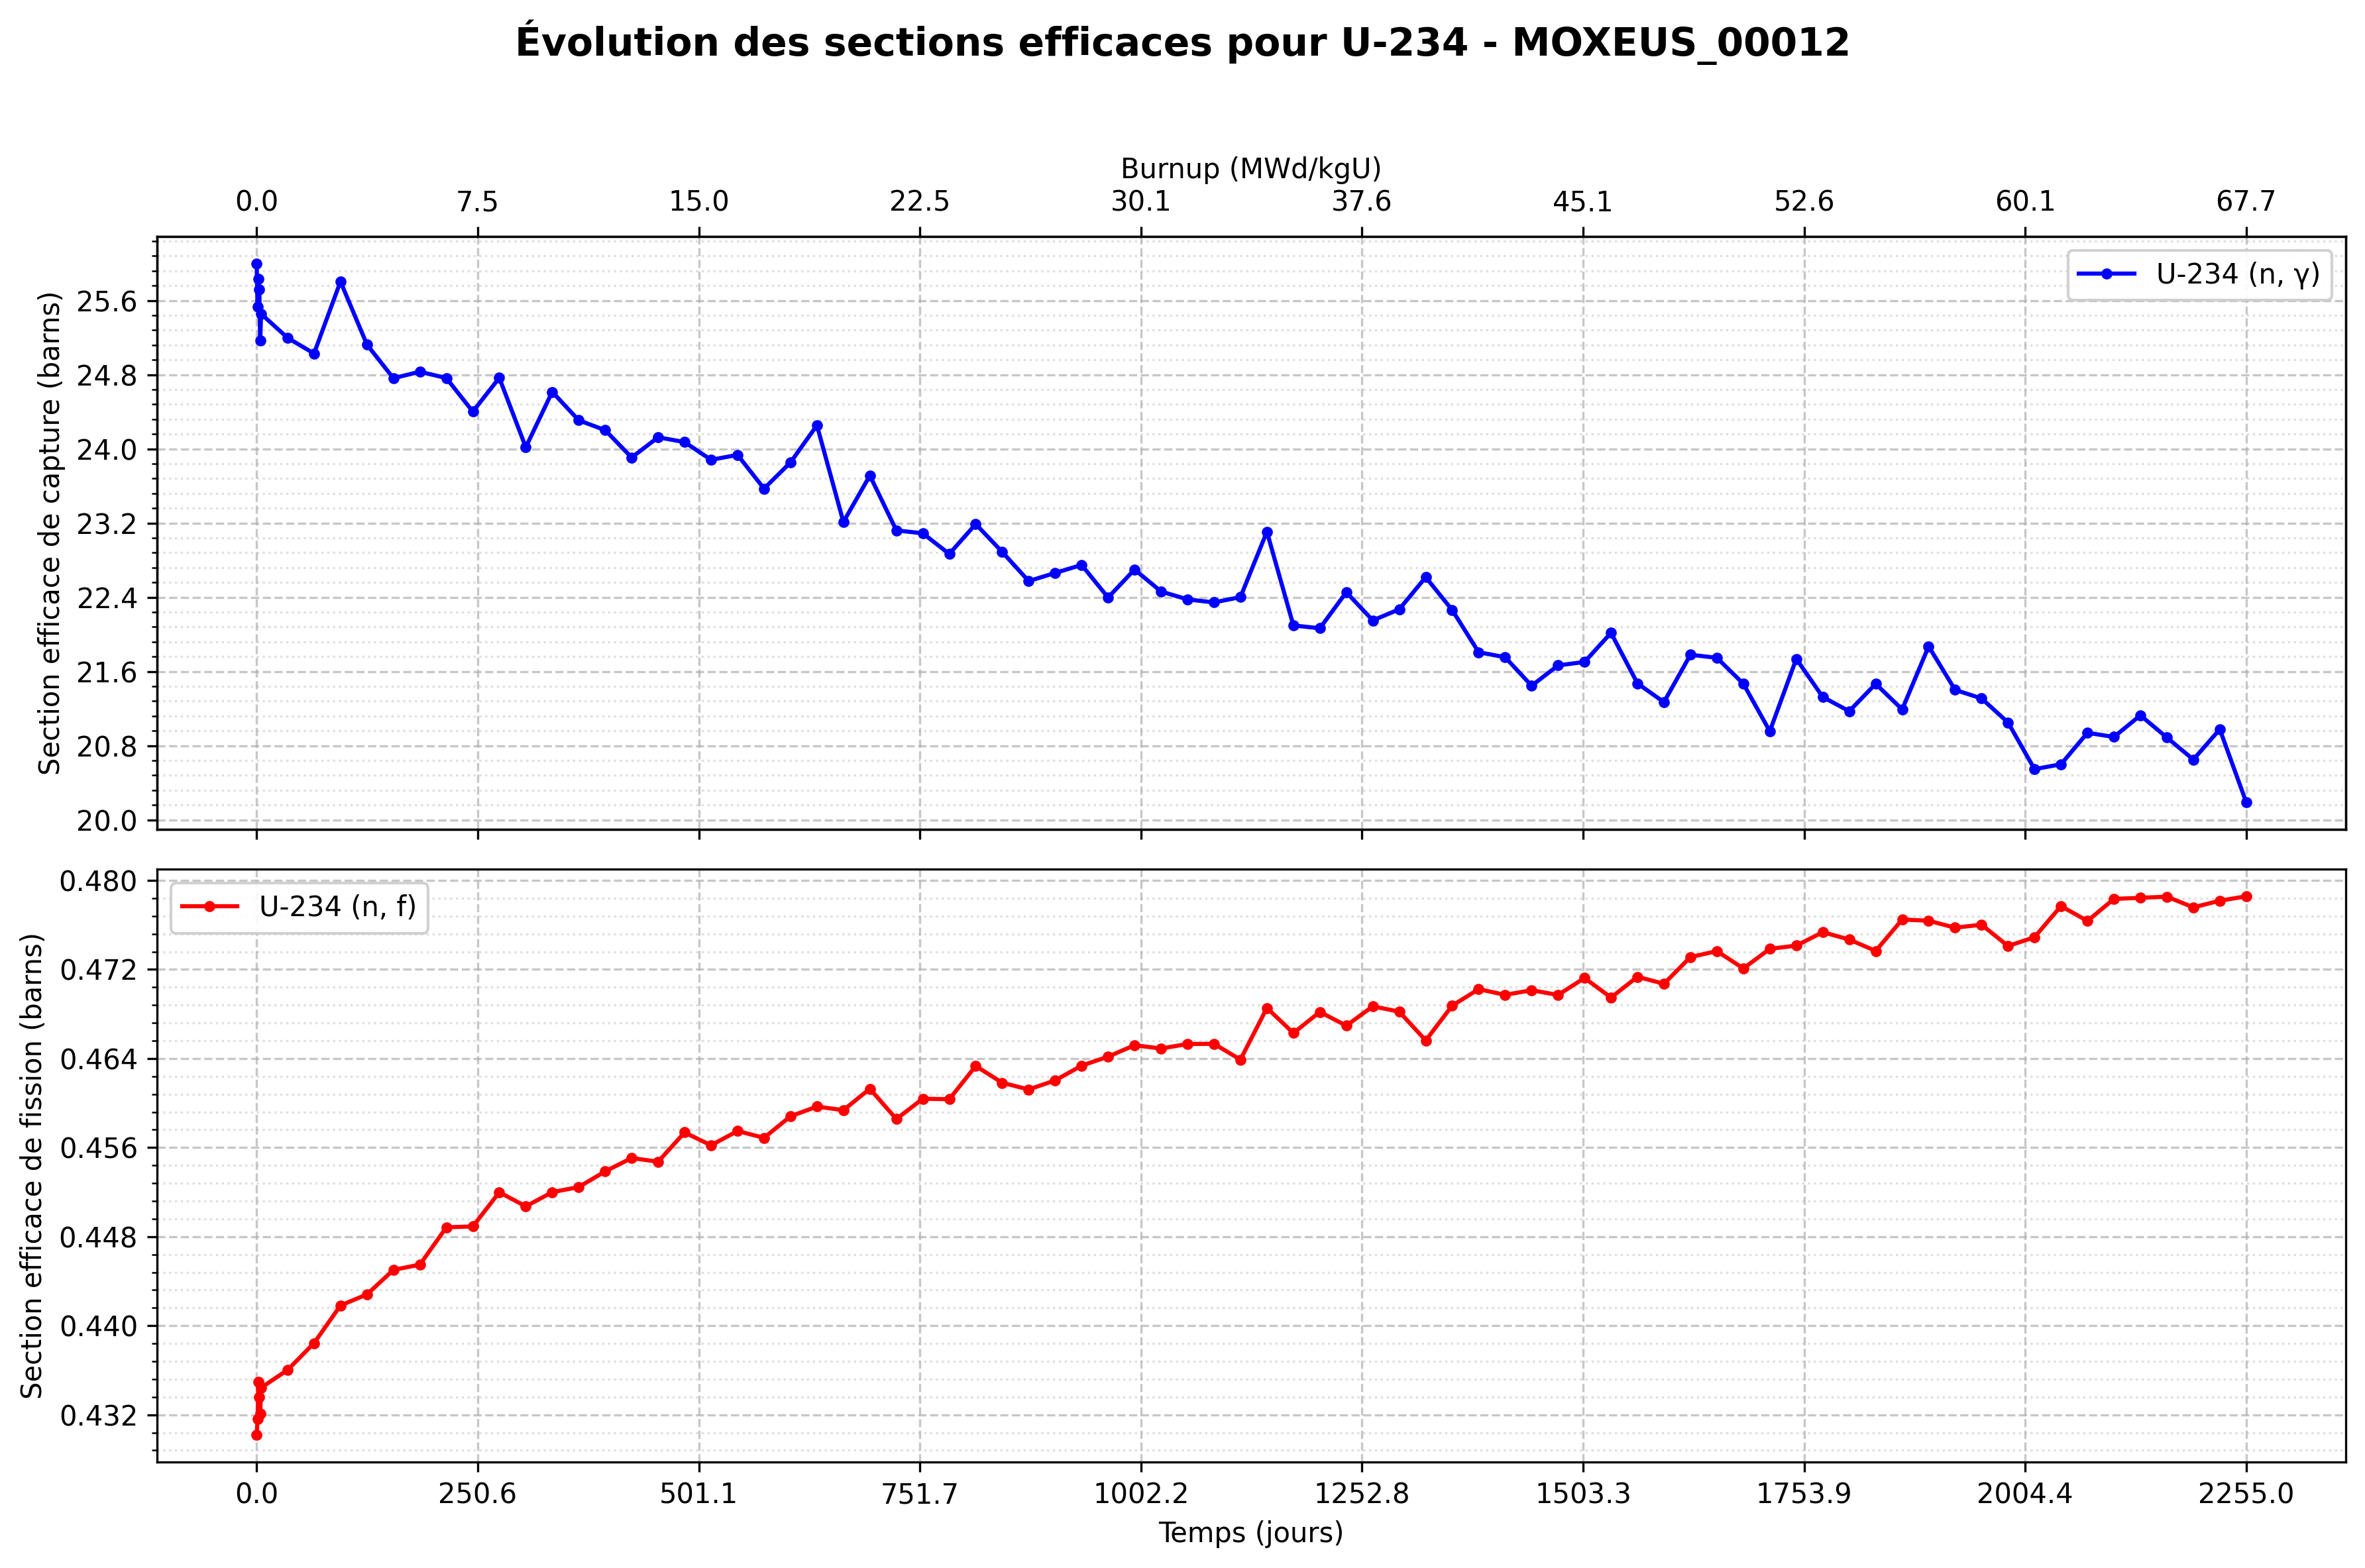 Évolution des sections efficaces pour U-234 - MOXEUS_00012
Burnup (MWd/kgU)
0.0 7.5 15.0 22.5 30.1 37.6 45.1 52.6 60.1 67.7
Section efficace de capture (barns)
25.6
24.8
24.0
23.2
22.4
21.6
20.8
20.0
U-234 (n, γ)
Section efficace de fission (barns)
0.480
0.472
0.464
0.456
0.448
0.440
0.432
U-234 (n, f)
0.0 250.6 501.1 751.7 1002.2 1252.8 1503.3 1753.9 2004.4 2255.0
Temps (jours)